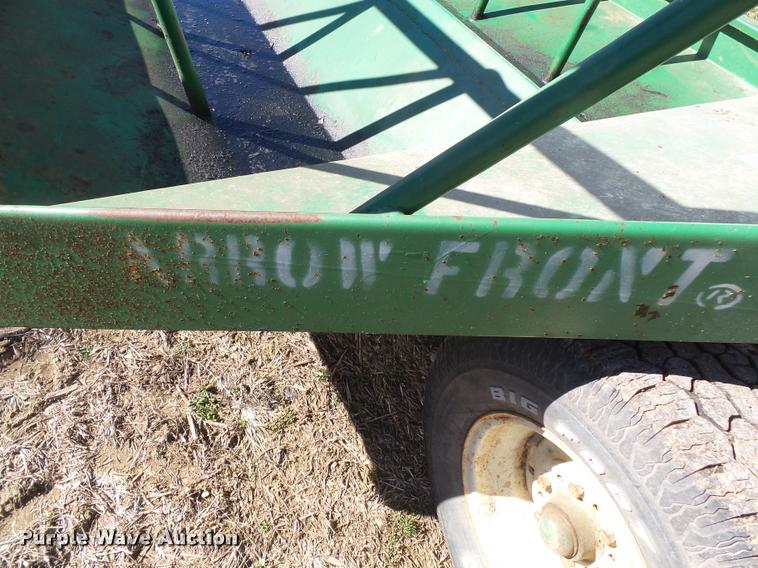 ARROW FRONT ®
BIG
Purple Wave Auction